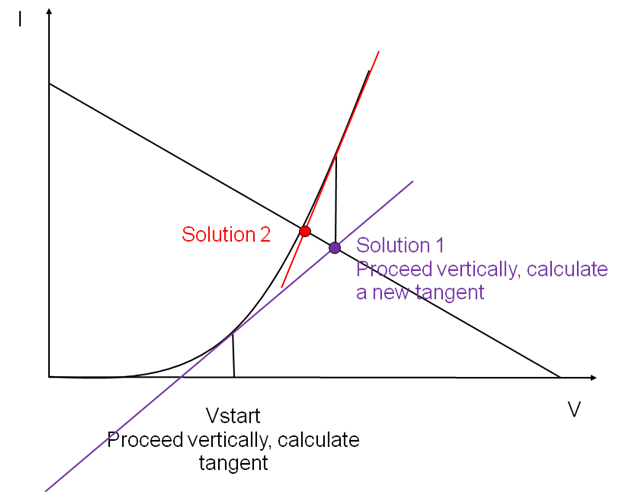 I
Solution 2
Solution 1
Proceed vertically, calculate
a new tangent
V
Vstart
Proceed vertically, calculate
tangent